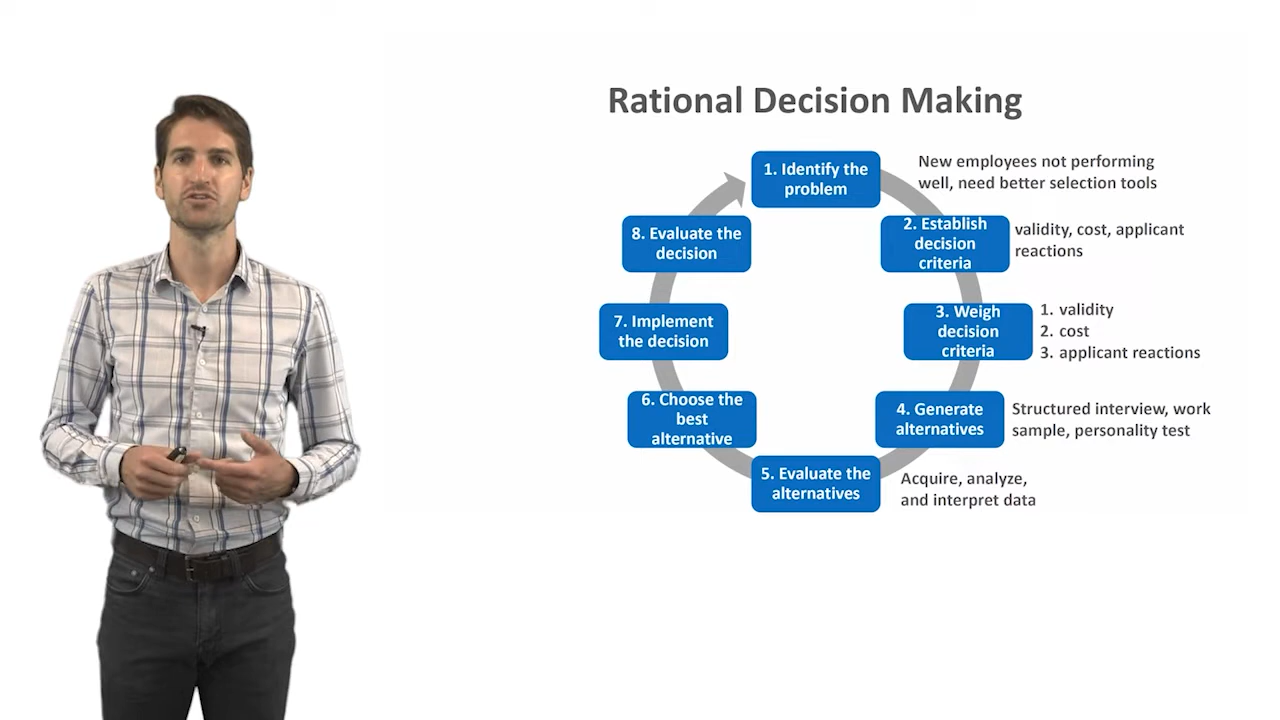 Rational Decision Making
1. Identify the
problem
New employees not performing
well, need better selection tools
2. Establish
decision
criteria
validity, cost, applicant
reactions
3. Weigh
decision
criteria
1. validity
2. cost
3. applicant reactions
4. Generate
alternatives
Structured interview, work
sample, personality test
5. Evaluate the
alternatives
Acquire, analyze,
and interpret data
6. Choose the
best
alternative
7. Implement
the decision
8. Evaluate the
decision